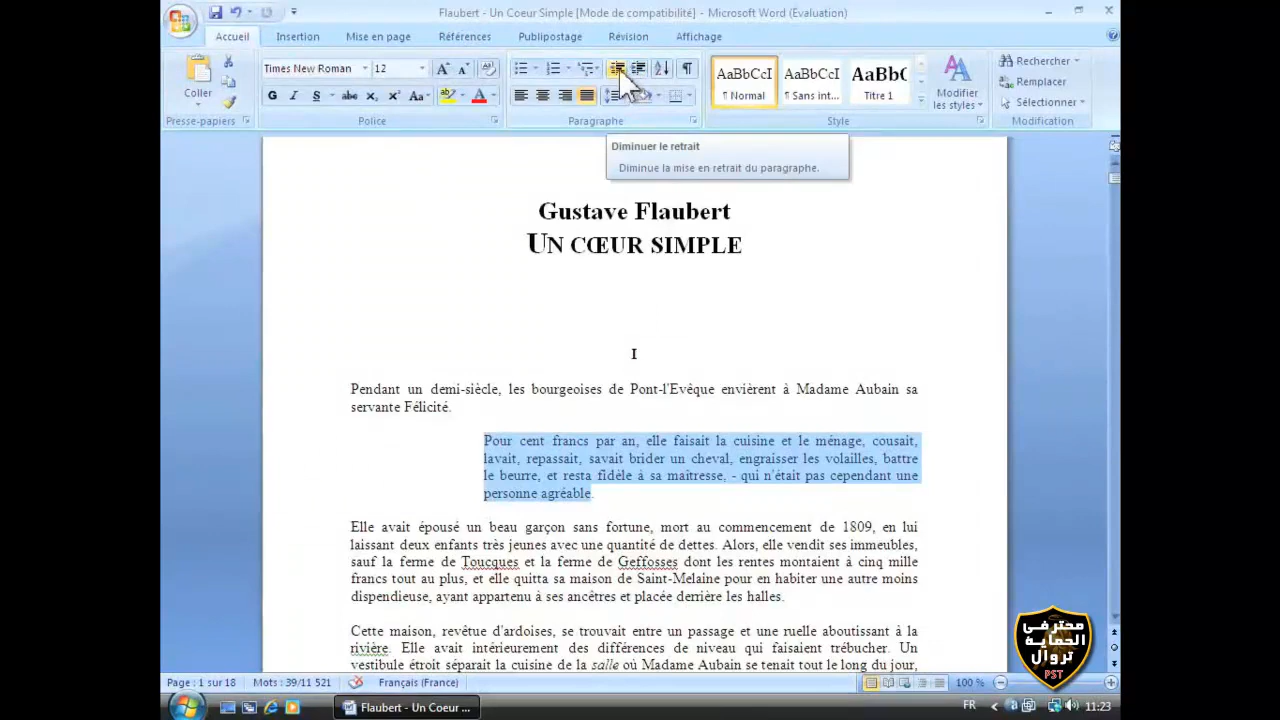 Flaubert - Un Coeur Simple [Mode de compatibilité] - Microsoft Word (Évaluation)
Accueil Insertion Mise en page Références Publipostage Révision Affichage
Coller
Times New Roman 12
G I S abc x₂ x² Aa
AaBbCcI AaBbCcI AaBbC
¶ Normal ¶ Sans int... Titre 1
Modifier
les styles
Rechercher
Remplacer
Sélectionner
Presse-papiers Police Paragraphe Style Modification
Diminuer le retrait
Diminue la mise en retrait du paragraphe.
Gustave Flaubert
UN CŒUR SIMPLE
I
Pendant un demi-siècle, les bourgeoises de Pont-l'Evêque envièrent à Madame Aubain sa
servante Félicité.
Pour cent francs par an, elle faisait la cuisine et le ménage, cousait,
lavait, repassait, savait brider un cheval, engraisser les volailles, battre
le beurre, et resta fidèle à sa maîtresse, - qui n'était pas cependant une
personne agréable.
Elle avait épousé un beau garçon sans fortune, mort au commencement de 1809, en lui
laissant deux enfants très jeunes avec une quantité de dettes. Alors, elle vendit ses immeubles,
sauf la ferme de Toucques et la ferme de Geffosses dont les rentes montaient à cinq mille
francs tout au plus, et elle quitta sa maison de Saint-Melaine pour en habiter une autre moins
dispendieuse, ayant appartenu à ses ancêtres et placée derrière les halles.
Cette maison, revêtue d'ardoises, se trouvait entre un passage et une ruelle aboutissant à la
rivière. Elle avait intérieurement des différences de niveau qui faisaient trébucher. Un
vestibule étroit séparait la cuisine de la salle où Madame Aubain se tenait tout le long du jour,
محترفى
الحماية
تروال
PST
Page : 1 sur 18 Mots : 39/11 521 Français (France) 100 %
Flaubert - Un Coeur ... FR 11:23